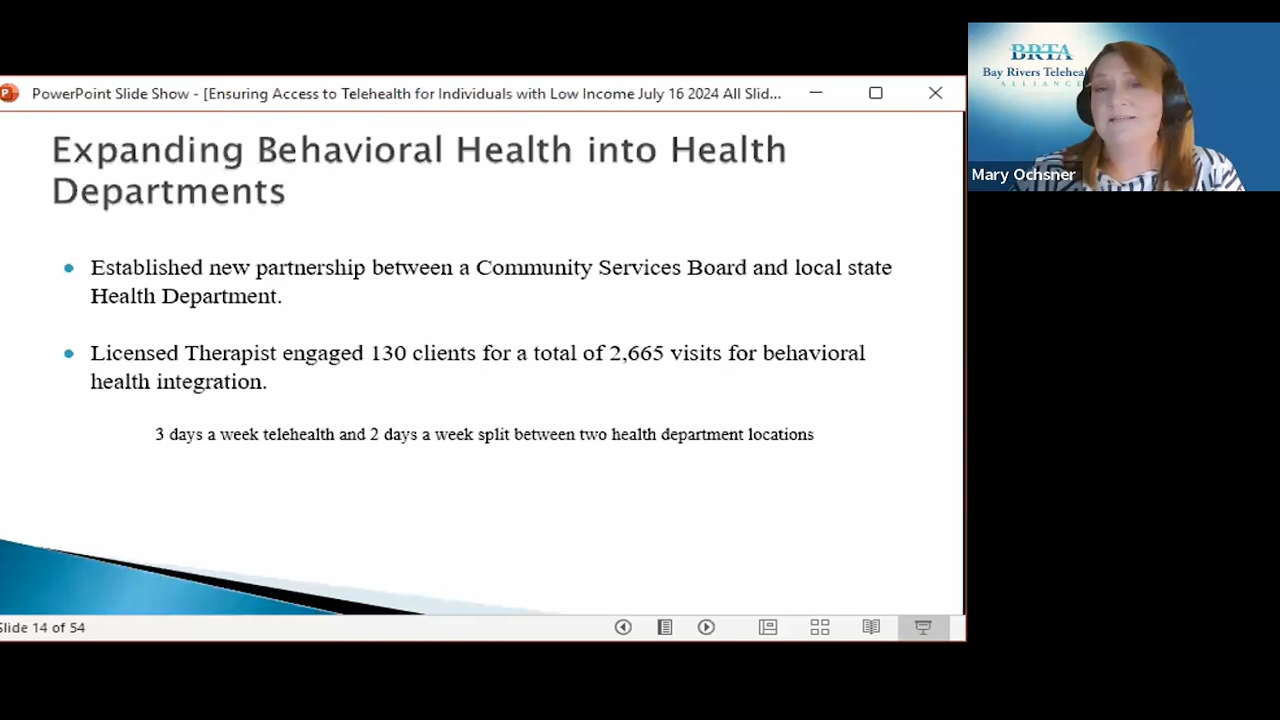 PowerPoint Slide Show - [Ensuring Access to Telehealth for Individuals with Low Income July 16 2024 All Slid...
Expanding Behavioral Health into Health
Departments
• Established new partnership between a Community Services Board and local state
Health Department.
• Licensed Therapist engaged 130 clients for a total of 2,665 visits for behavioral
health integration.
3 days a week telehealth and 2 days a week split between two health department locations
Slide 14 of 54
BRTA
Bay Rivers Teleheal
ALLIANCE
Mary Ochsner